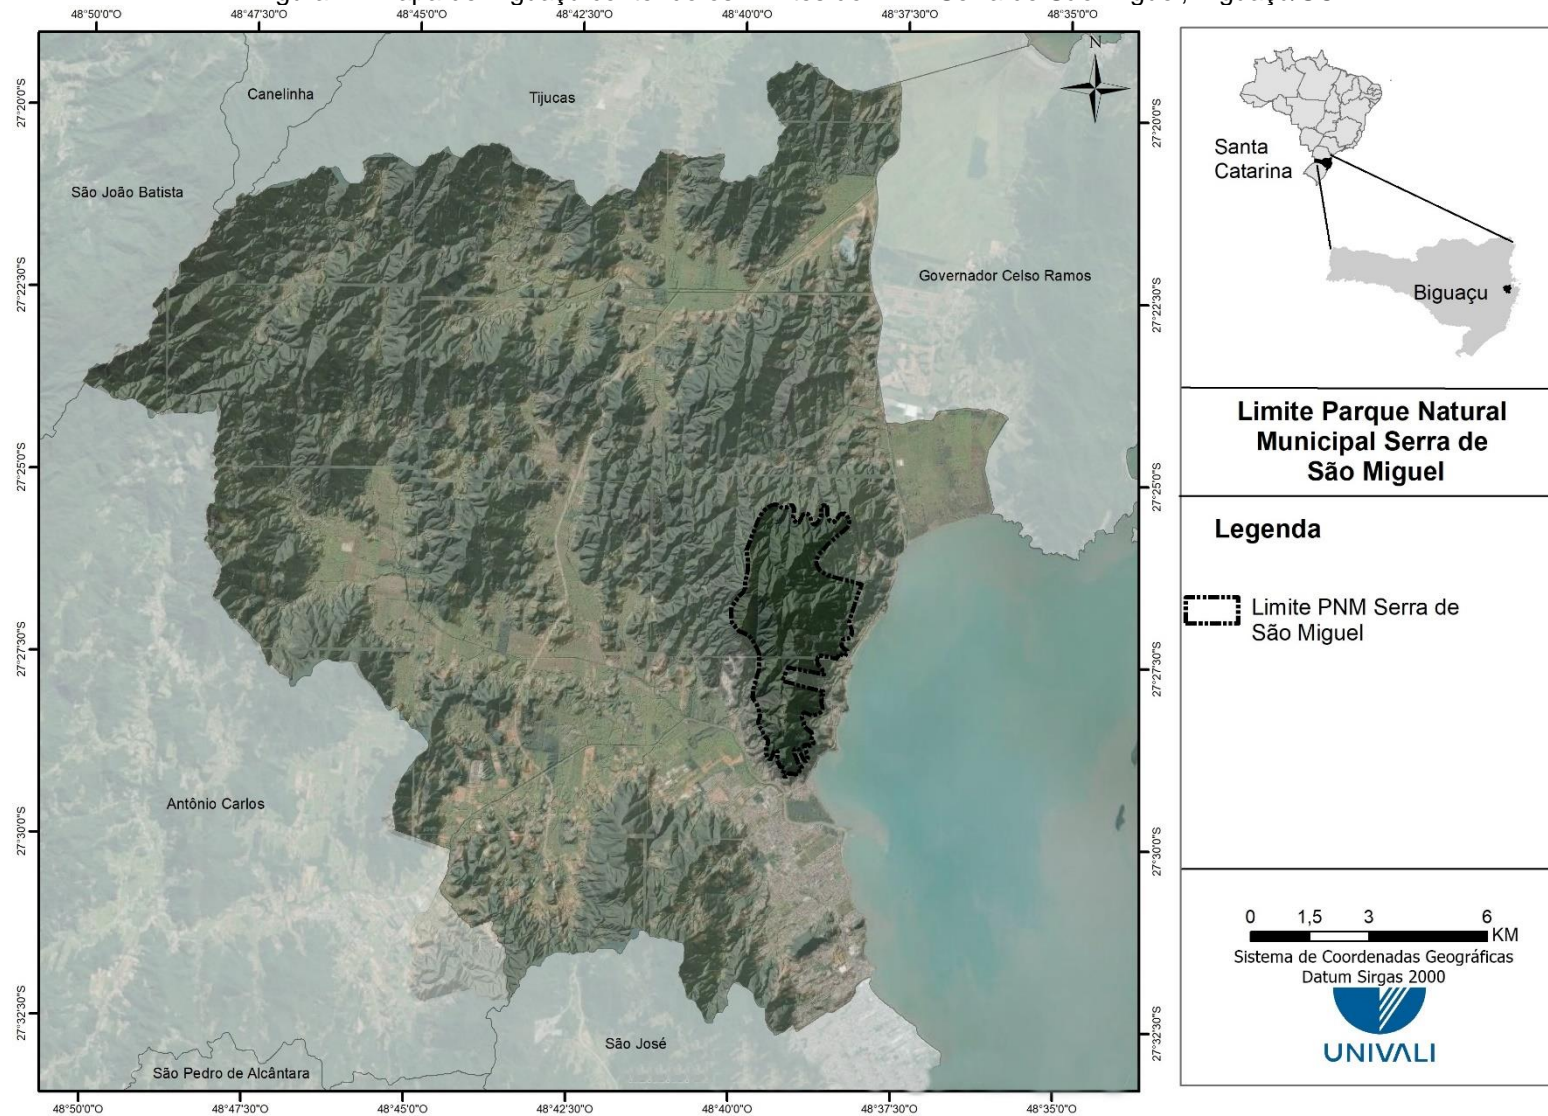 48°50'0"O 48°47'30"O 48°45'0"O 48°42'30"O 48°40'0"O 48°37'30"O 48°35'0"O
N
Canelinha
Tijucas
São João Batista
Governador Celso Ramos
Antônio Carlos
São José
São Pedro de Alcântara
27°20'0"S
27°22'30"S
27°25'0"S
27°27'30"S
27°30'0"S
27°32'30"S
27°20'0"S
27°22'30"S
27°25'0"S
27°27'30"S
27°30'0"S
27°32'30"S
48°50'0"O 48°47'30"O 48°45'0"O 48°42'30"O 48°40'0"O 48°37'30"O 48°35'0"O
Santa
Catarina
Biguaçu
Limite Parque Natural
Municipal Serra de
São Miguel
Legenda
Limite PNM Serra de
São Miguel
0 1,5 3 6
KM
Sistema de Coordenadas Geográficas
Datum Sirgas 2000
UNIVALI